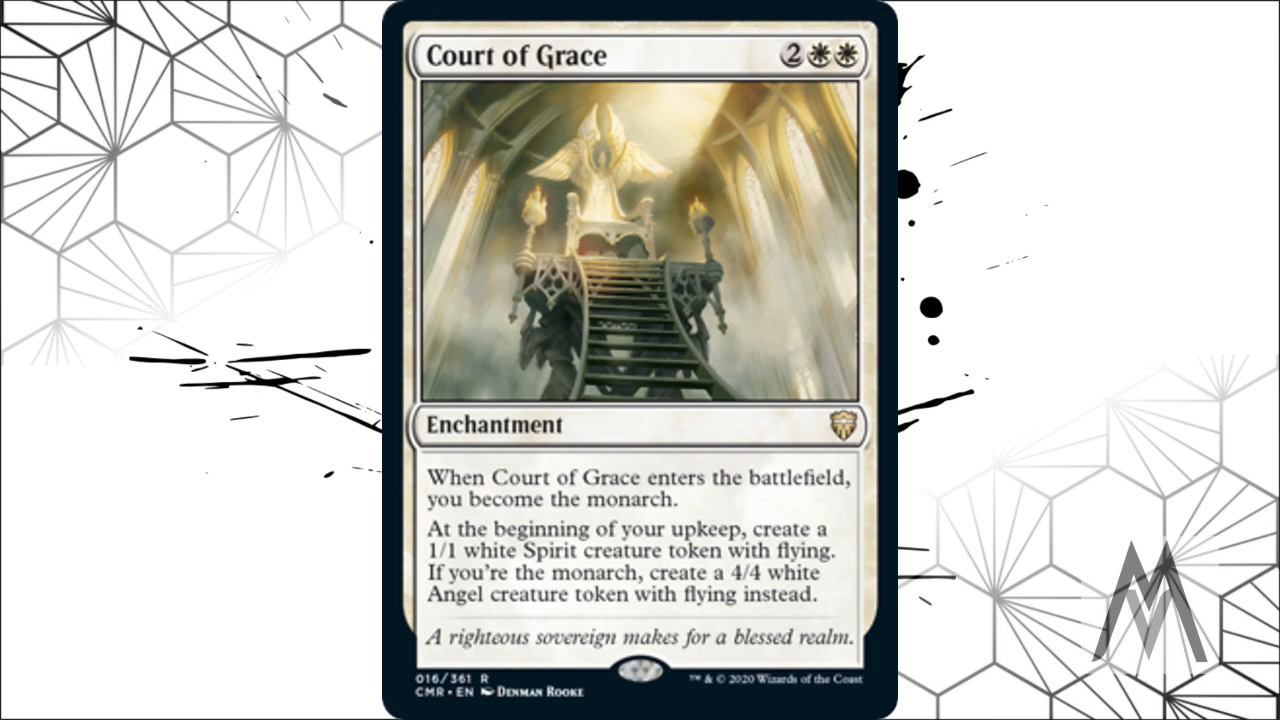 Court of Grace 2
Enchantment
When Court of Grace enters the battlefield,
you become the monarch.
At the beginning of your upkeep, create a
1/1 white Spirit creature token with flying.
If you're the monarch, create a 4/4 white
Angel creature token with flying instead.
A righteous sovereign makes for a blessed realm.
016/361 R
CMR • EN Denman Rooke
™ & © 2020 Wizards of the Coast
M